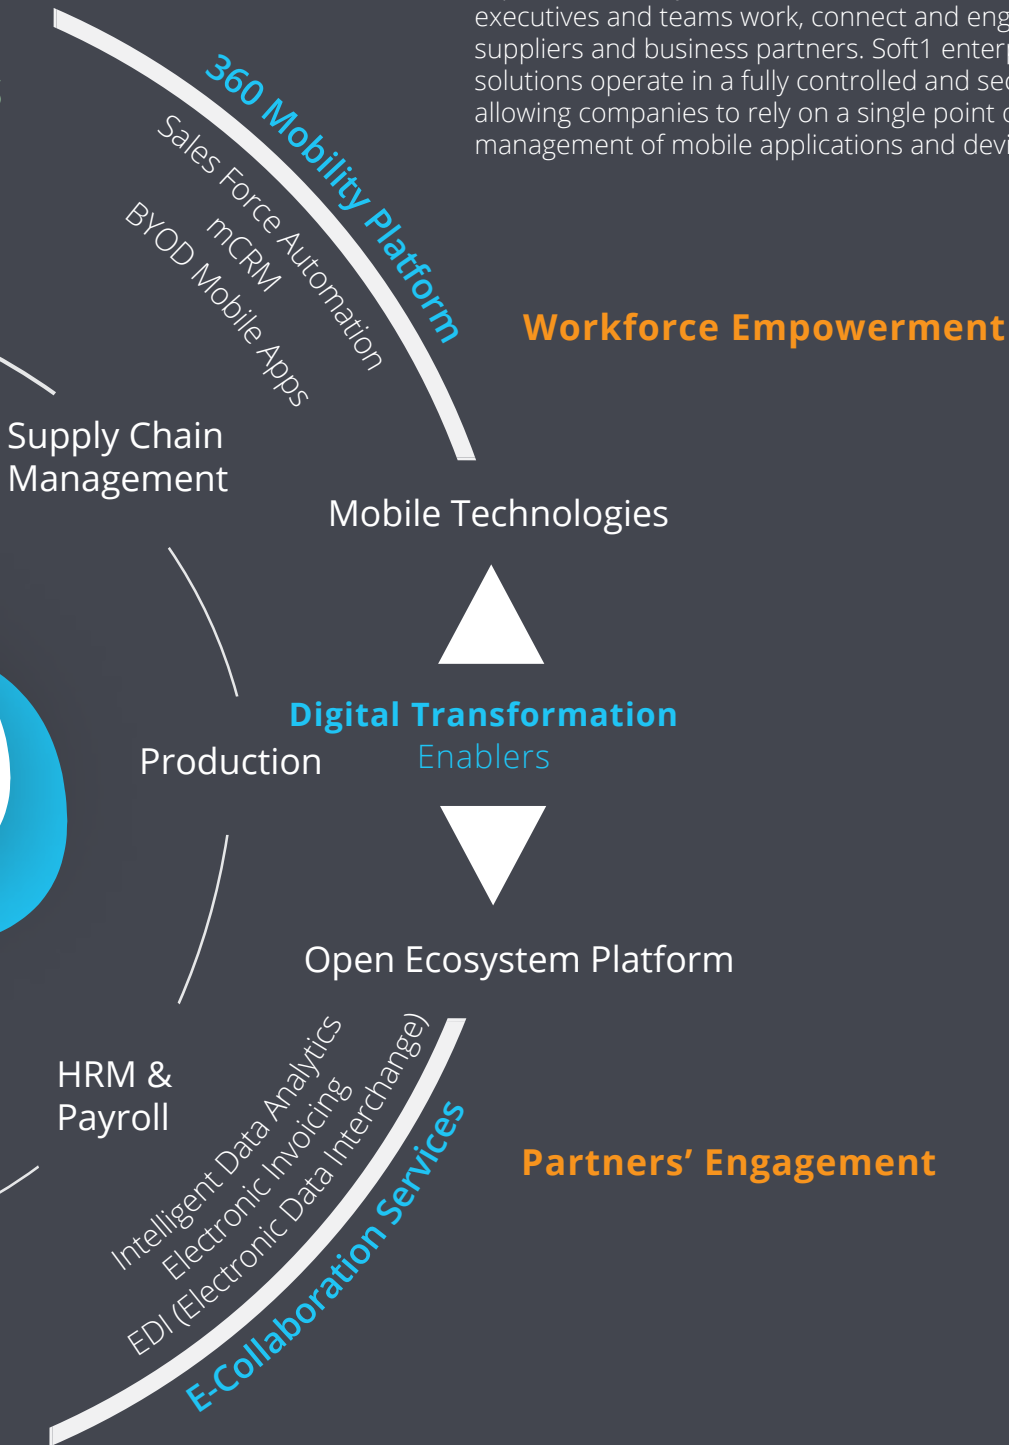 executives and teams work, connect and eng
suppliers and business partners. Soft1 enterp
solutions operate in a fully controlled and sec
allowing companies to rely on a single point o
management of mobile applications and devi
360 Mobility Platform
Sales Force Automation
mCRM
BYOD Mobile Apps
Workforce Empowerment
Supply Chain
Management
Mobile Technologies
Digital Transformation
Enablers
Production
Open Ecosystem Platform
HRM &
Payroll
Intelligent Data Analytics
Electronic Invoicing
EDI (Electronic Data Interchange)
E-Collaboration Services
Partners’ Engagement